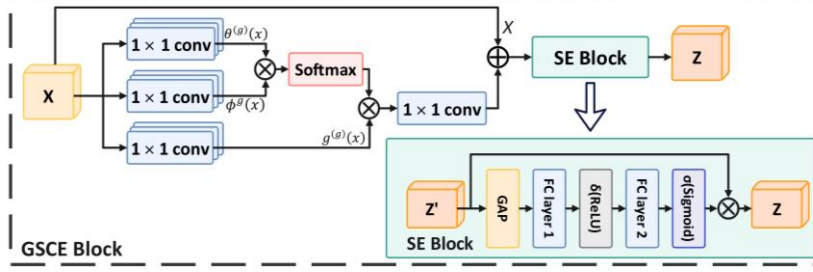 X
1 × 1 conv
θ^(g)(x)
1 × 1 conv
ϕ^g(x)
1 × 1 conv
g^(g)(x)
Softmax
1 × 1 conv
X
SE Block
Z
Z'
GAP
FC layer 1
δ(ReLU)
FC layer 2
σ(Sigmoid)
Z
SE Block
GSCE Block